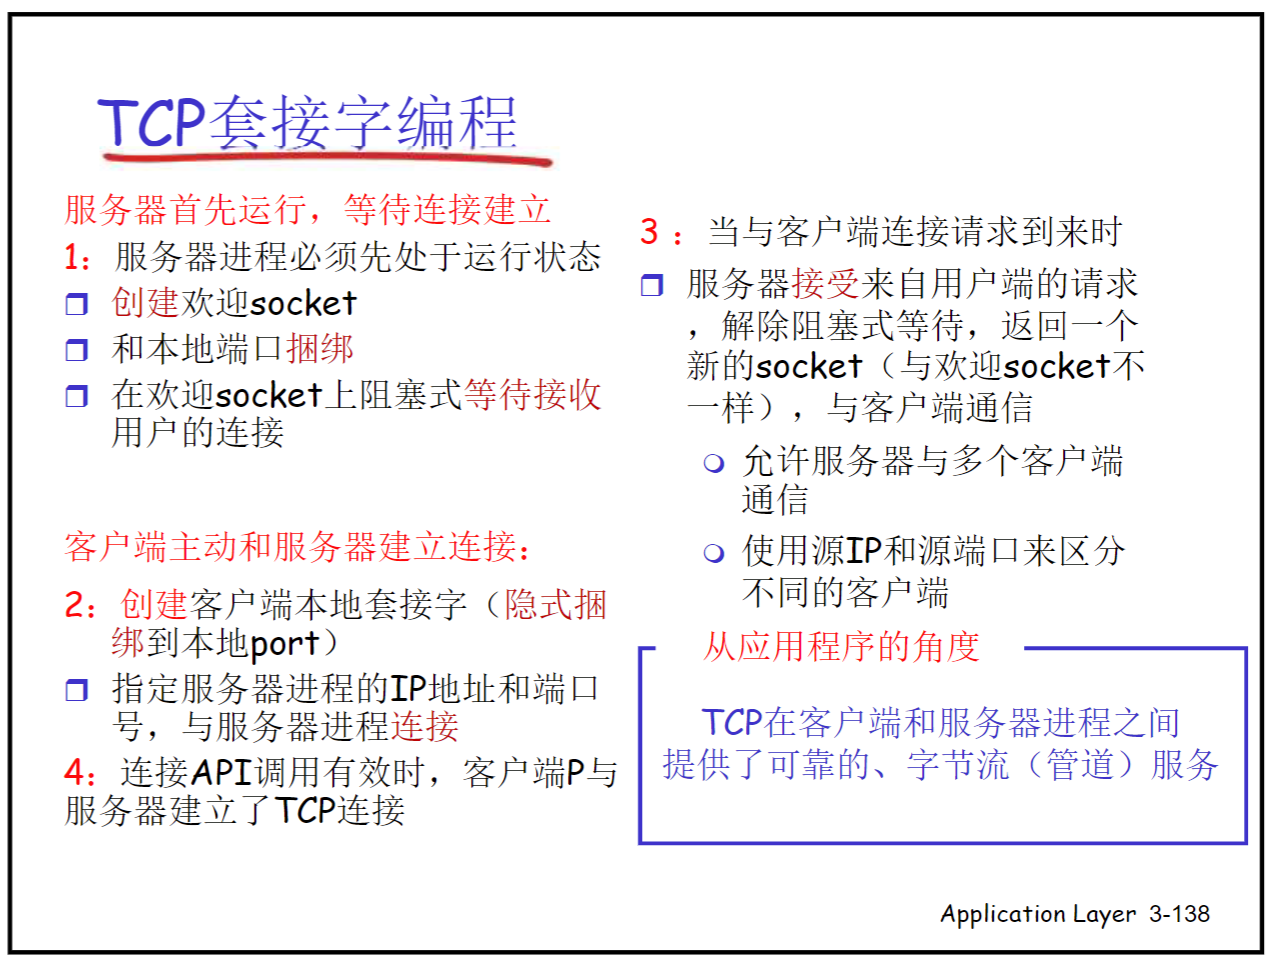 TCP套接字编程
服务器首先运行，等待连接建立
1：服务器进程必须先处于运行状态
创建欢迎socket
和本地端口捆绑
在欢迎socket上阻塞式等待接收
用户的连接
客户端主动和服务器建立连接：
2：创建客户端本地套接字（隐式捆
绑到本地port）
指定服务器进程的IP地址和端口
号，与服务器进程连接
4：连接API调用有效时，客户端P与
服务器建立了TCP连接
3 ：当与客户端连接请求到来时
服务器接受来自用户端的请求
，解除阻塞式等待，返回一个
新的socket（与欢迎socket不
一样），与客户端通信
允许服务器与多个客户端
通信
使用源IP和源端口来区分
不同的客户端
从应用程序的角度
TCP在客户端和服务器进程之间
提供了可靠的、字节流（管道）服务
Application Layer 3-138